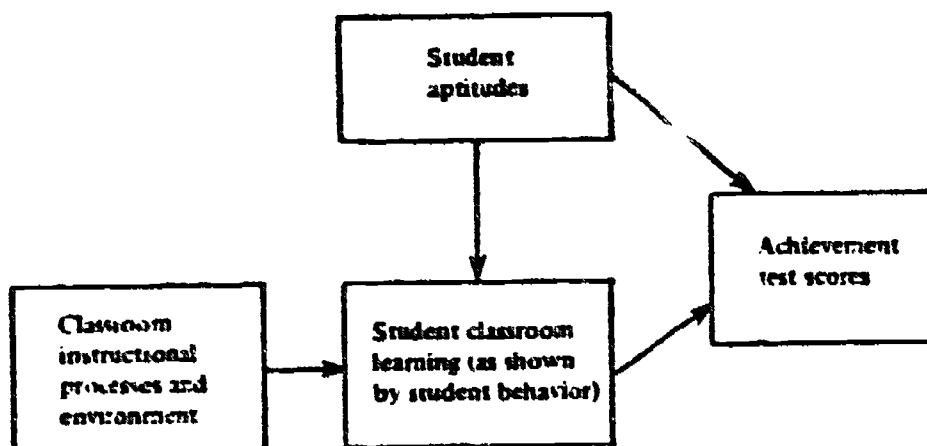 Student
aptitudes
Achievement
test scores
Classroom
instructional
processes and
environment
Student classroom
learning (as shown
by student behavior)